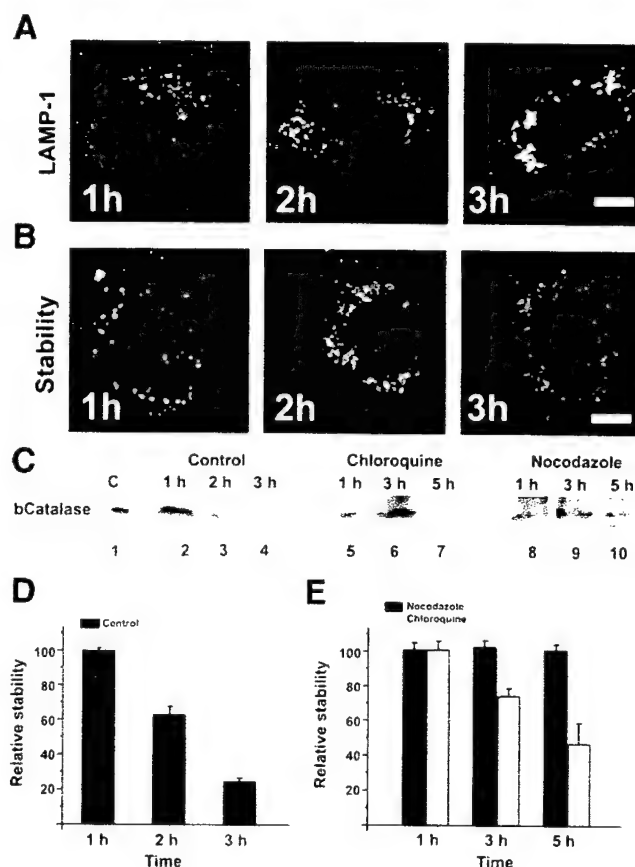 A
LAMP-1
1h 2h 3h
B
Stability
1h 2h 3h
C
Control Chloroquine Nocodazole
C 1 h 2 h 3 h 1 h 3 h 5 h 1 h 3 h 5 h
bCatalase
1 2 3 4 5 6 7 8 9 10
D
Control
Relative stability
100
80
60
40
20
1 h 2 h 3 h
Time
E
Nocodazole
Chloroquine
Relative stability
100
80
60
40
20
1 h 3 h 5 h
Time